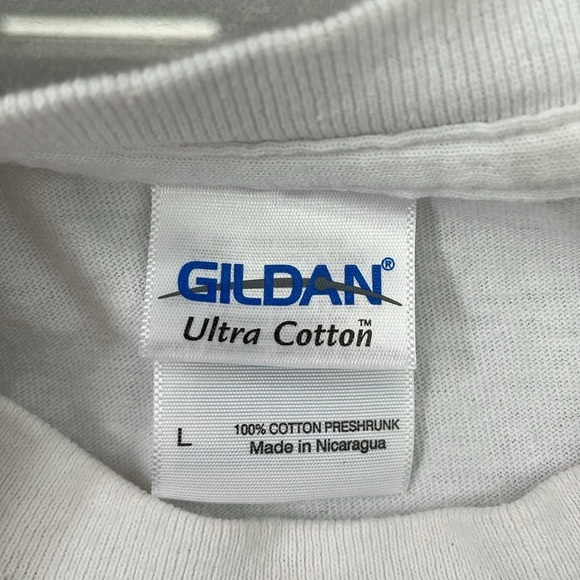 GILDAN®
Ultra Cotton™
L
100% COTTON PRESHRUNK
Made in Nicaragua